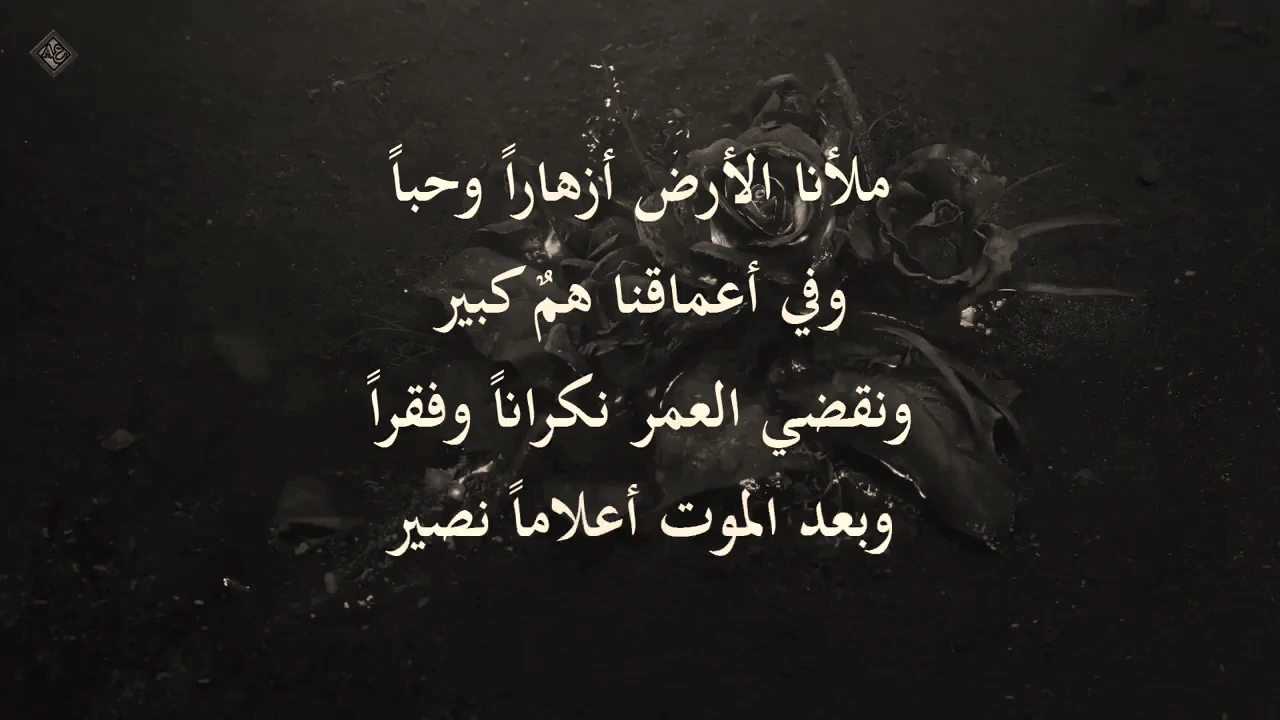 ملأنا الأرض أزهاراً وحباً
وفي أعماقنا همٌ كبير
ونقضي العمر نكراناً وفقراً
وبعد الموت أعلاماً نصير